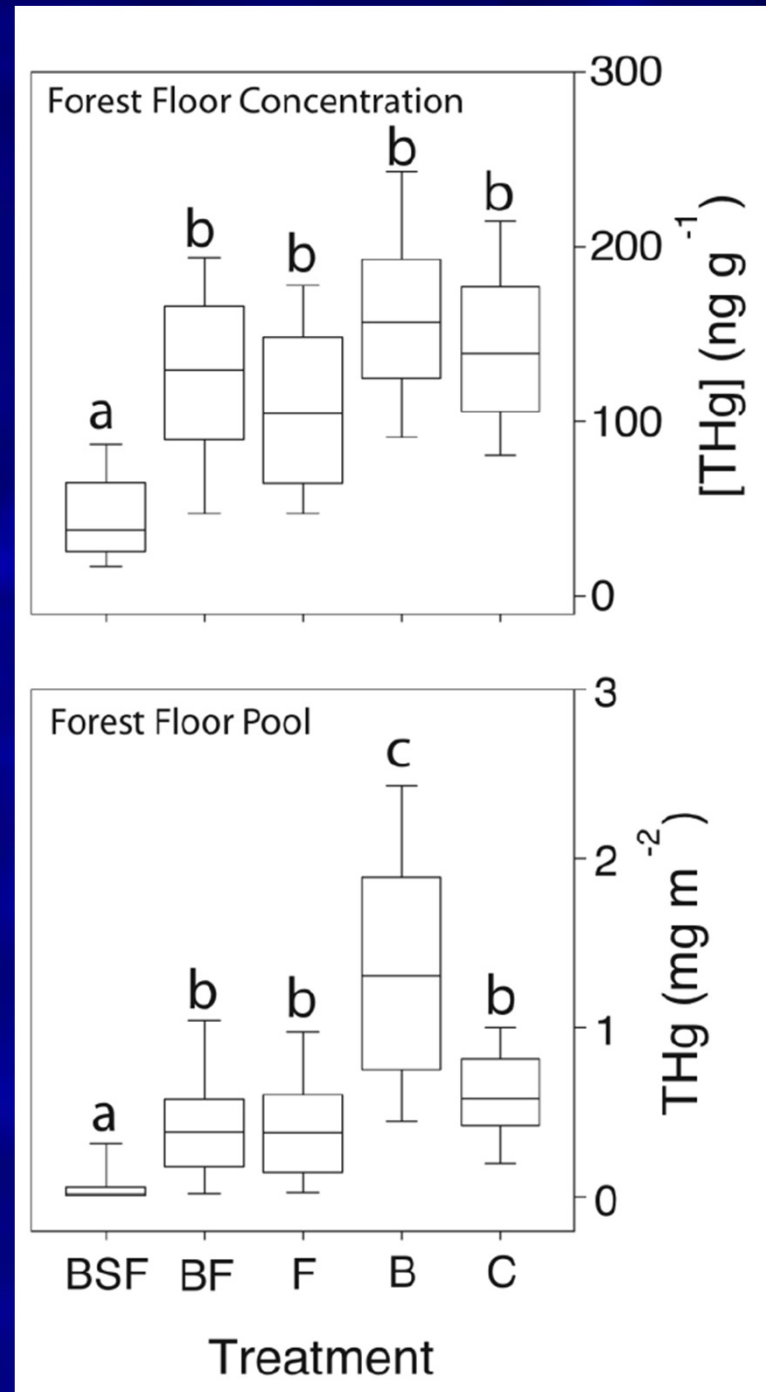 Forest Floor Concentration
a
b
b
b
b
300
200
100
0
[THg] (ng g -1 )
Forest Floor Pool
a
b
b
c
b
3
2
1
0
THg (mg m -2 )
BSF BF F B C
Treatment